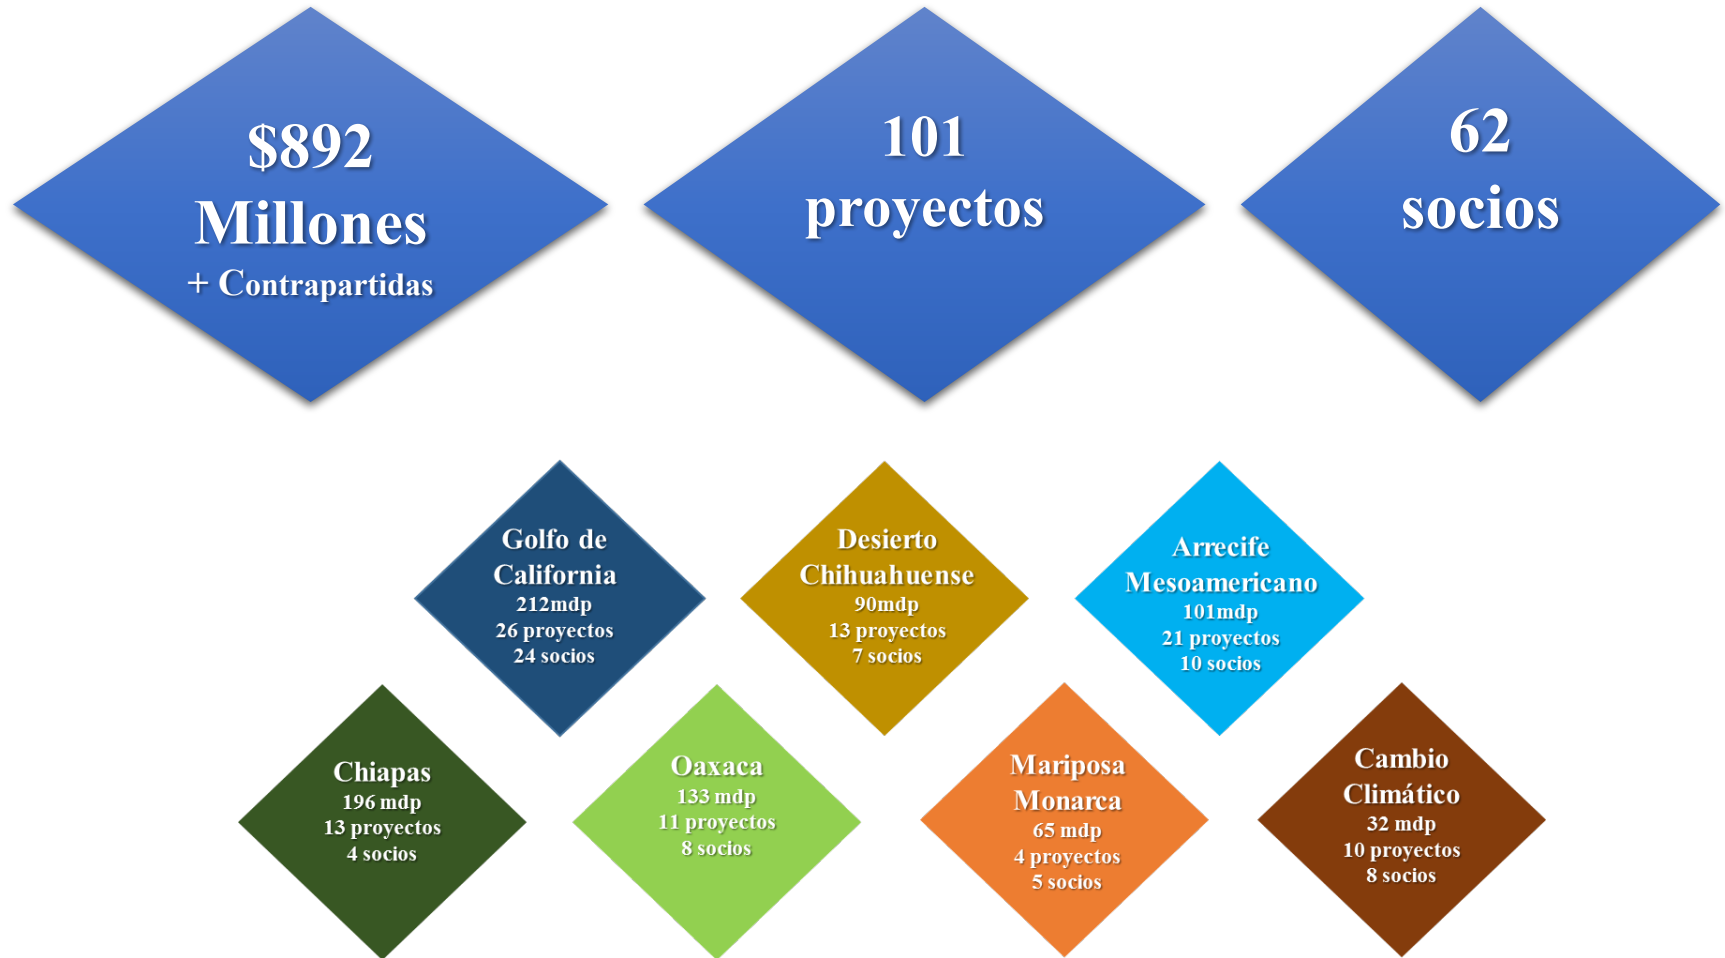 $892
Millones
+ Contrapartidas
101
proyectos
62
socios
Golfo de
California
212mdp
26 proyectos
24 socios
Desierto
Chihuahuense
90mdp
13 proyectos
7 socios
Arrecife
Mesoamericano
101mdp
21 proyectos
10 socios
Chiapas
196 mdp
13 proyectos
4 socios
Oaxaca
133 mdp
11 proyectos
8 socios
Mariposa
Monarca
65 mdp
4 proyectos
5 socios
Cambio
Climático
32 mdp
10 proyectos
8 socios